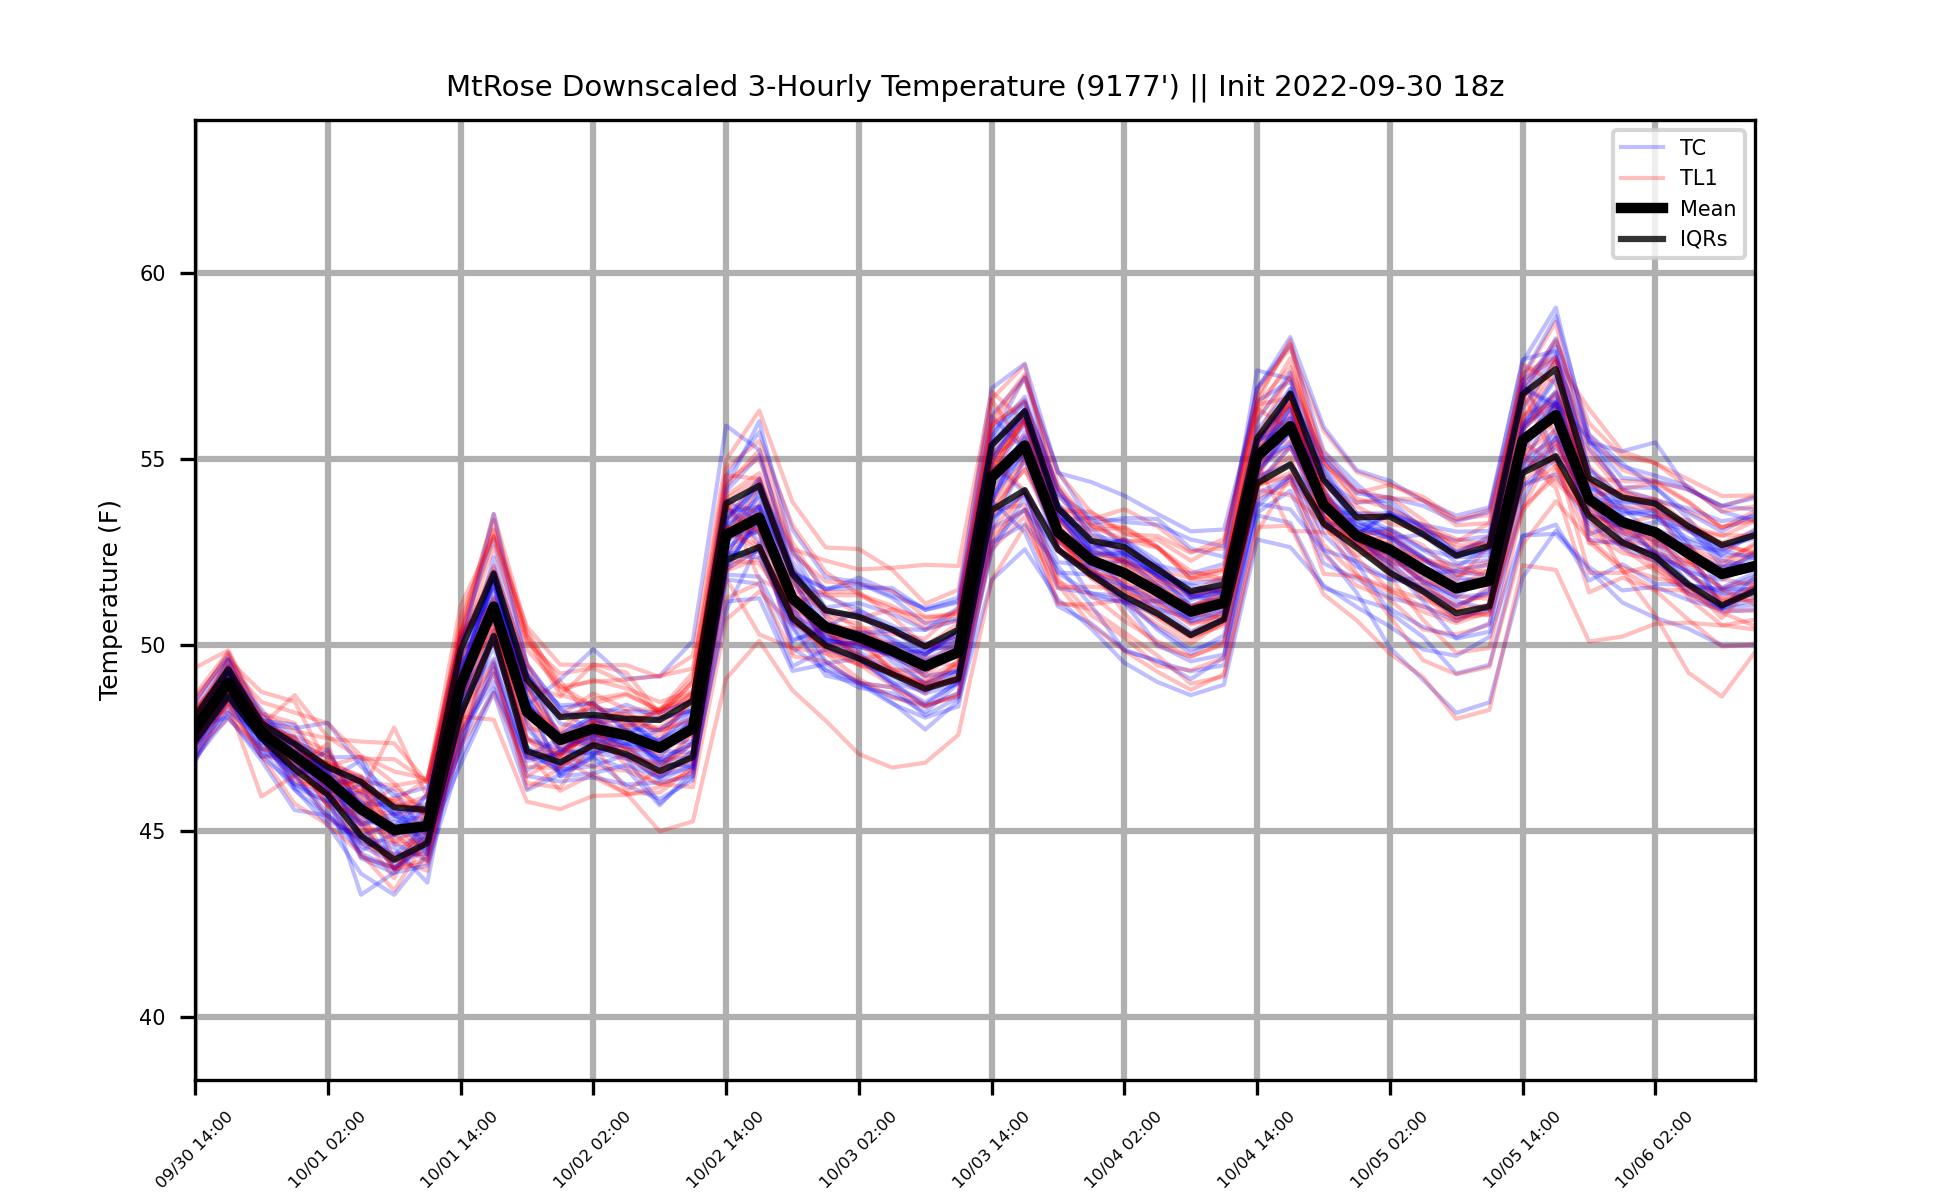 MtRose Downscaled 3-Hourly Temperature (9177') || Init 2022-09-30 18z
TC
TL1
Mean
IQRs
Temperature (F)
60
55
50
45
40
09/30 14:00
10/01 02:00
10/01 14:00
10/02 02:00
10/02 14:00
10/03 02:00
10/03 14:00
10/04 02:00
10/04 14:00
10/05 02:00
10/05 14:00
10/06 02:00